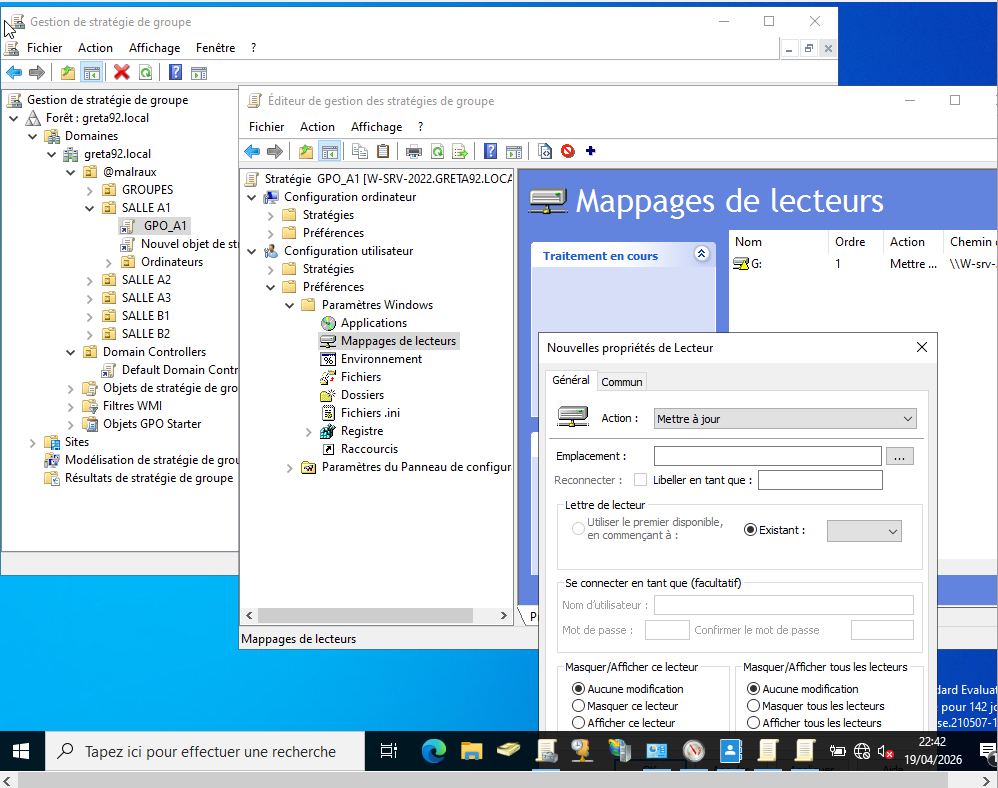 Gestion de stratégie de groupe
Fichier Action Affichage Fenêtre ?
Gestion de stratégie de groupe
Forêt : greta92.local
Domaines
greta92.local
@malraux
GROUPES
SALLE A1
GPO_A1
Nouvel objet de str
Ordinateurs
SALLE A2
SALLE A3
SALLE B1
SALLE B2
Domain Controllers
Default Domain Contr
Objets de stratégie de gro
Filtres WMI
Objets GPO Starter
Sites
Modélisation de stratégie de grou
Résultats de stratégie de groupe
Éditeur de gestion des stratégies de groupe
Fichier Action Affichage ?
Stratégie GPO_A1 [W-SRV-2022.GRETA92.LOCA
Configuration ordinateur
Stratégies
Préférences
Configuration utilisateur
Stratégies
Préférences
Paramètres Windows
Applications
Mappages de lecteurs
Environnement
Fichiers
Dossiers
Fichiers .ini
Registre
Raccourcis
Paramètres du Panneau de configur
Mappages de lecteurs
Mappages de lecteurs
Traitement en cours
Nom Ordre Action Chemin
G: 1 Mettre ... \\W-srv-
Nouvelles propriétés de Lecteur
Général Commun
Action : Mettre à jour
Emplacement : ...
Reconnecter : Libeller en tant que :
Lettre de lecteur
Utiliser le premier disponible,
en commençant à :
Existant :
Se connecter en tant que (facultatif)
Nom d'utilisateur :
Mot de passe : Confirmer le mot de passe
Masquer/Afficher ce lecteur
Aucune modification
Masquer ce lecteur
Afficher ce lecteur
Masquer/Afficher tous les lecteurs
Aucune modification
Masquer tous les lecteurs
Afficher tous les lecteurs
dard Evaluat
pour 142 jo
se.210507-1
Tapez ici pour effectuer une recherche
22:42
19/04/2026